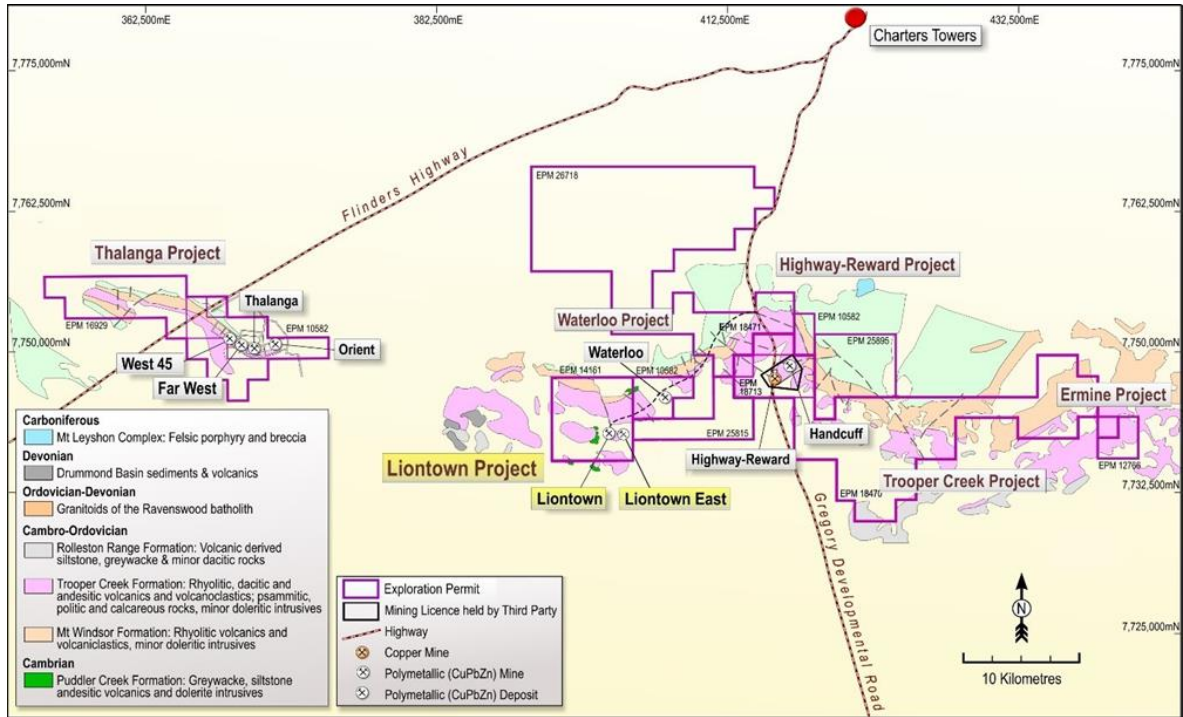 362,500mE
382,500mE
412,500mE
432,500mE
Charters Towers
7,775,000mN
7,775,000mN
Flinders Highway
EPM 26718
7,762,500mN
7,762,500mN
Thalanga Project
Highway-Reward Project
Thalanga
EPM 16929
EPM 10582
Waterloo Project
EPM 18471
EPM 10582
EPM 25895
7,750,000mN
7,750,000mN
West 45
Orient
Waterloo
Far West
EPM 14161
EPM 10582
EPM
18713
Ermine Project
EPM 25815
Handcuff
Highway-Reward
Liontown Project
EPM 12766
Trooper Creek Project
Liontown
Liontown East
EPM 18470
7,732,500mN
Gregory Developmental Road
7,725,000mN
N
10 Kilometres
Carboniferous
Mt Leyshon Complex: Felsic porphyry and breccia
Devonian
Drummond Basin sediments & volcanics
Ordovician-Devonian
Granitoids of the Ravenswood batholith
Cambro-Ordovician
Rolleston Range Formation: Volcanic derived
siltstone, greywacke & minor dacitic rocks
Trooper Creek Formation: Rhyolitic, dacitic and
andesitic volcanics and volcanoclastics; psammitic,
politic and calcareous rocks, minor doleritic intrusives
Mt Windsor Formation: Rhyolitic volcanics and
volcaniclastics, minor doleritic intrusives
Cambrian
Puddler Creek Formation: Greywacke, siltstone
andesitic volcanics and dolerite intrusives
Exploration Permit
Mining Licence held by Third Party
Highway
Copper Mine
Polymetallic (CuPbZn) Mine
Polymetallic (CuPbZn) Deposit